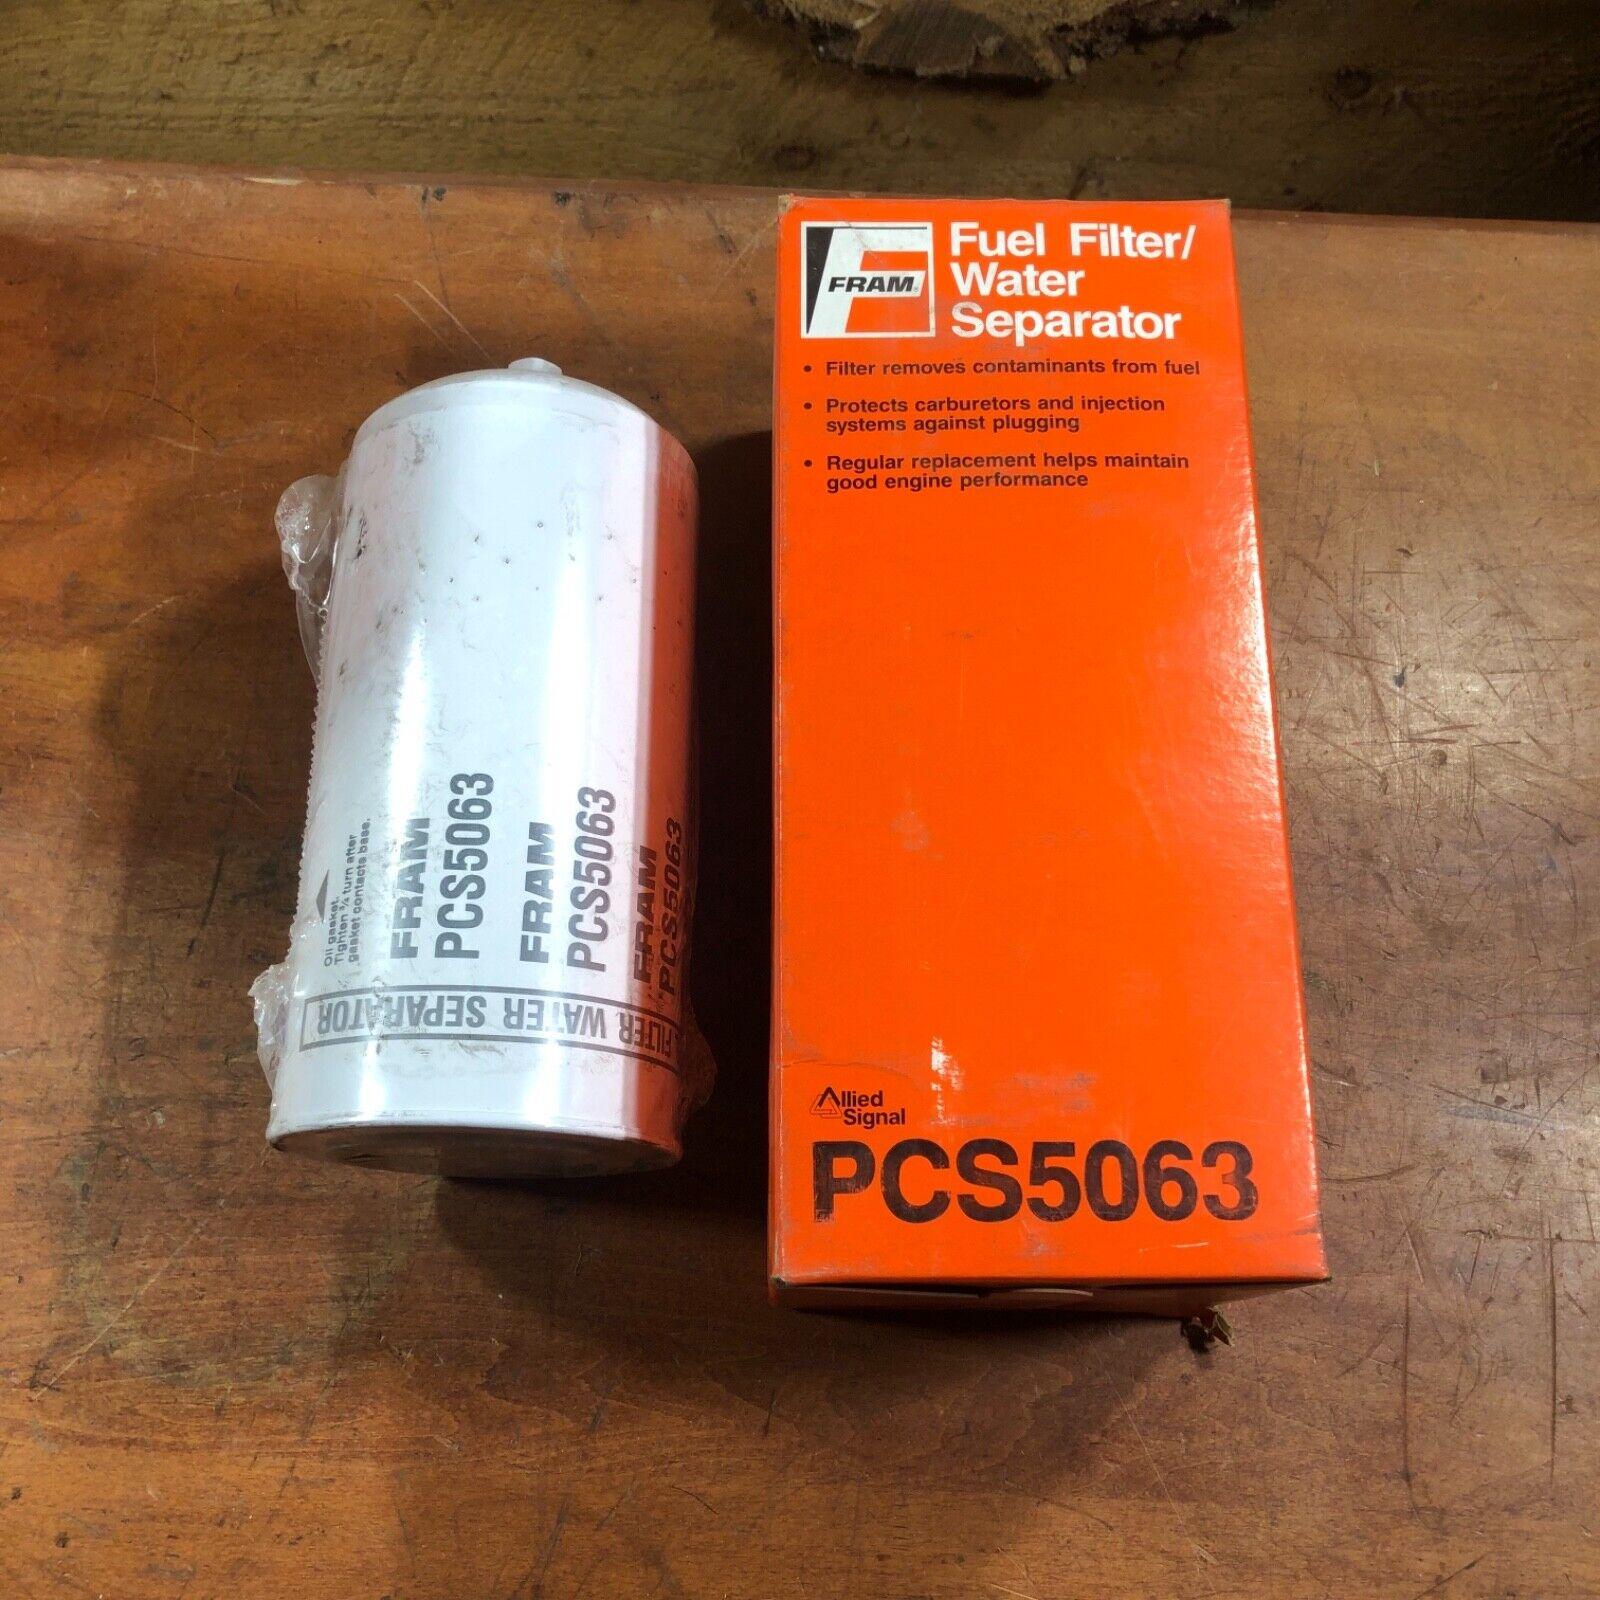 FRAM®
Fuel Filter/
Water
Separator
• Filter removes contaminants from fuel
• Protects carburetors and injection
systems against plugging
• Regular replacement helps maintain
good engine performance
Allied
Signal
PCS5063
Oil gasket.
Tighten ¾ turn after
gasket contacts base.
FRAM
PCS5063
FRAM
PCS5063
FRAM
PCS5063
FILTER WATER SEPARATOR